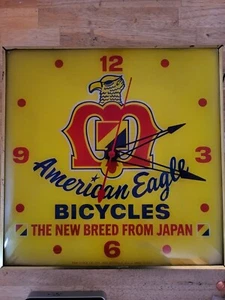 12
9
3
American Eagle
BICYCLES
THE NEW BREED FROM JAPAN
6